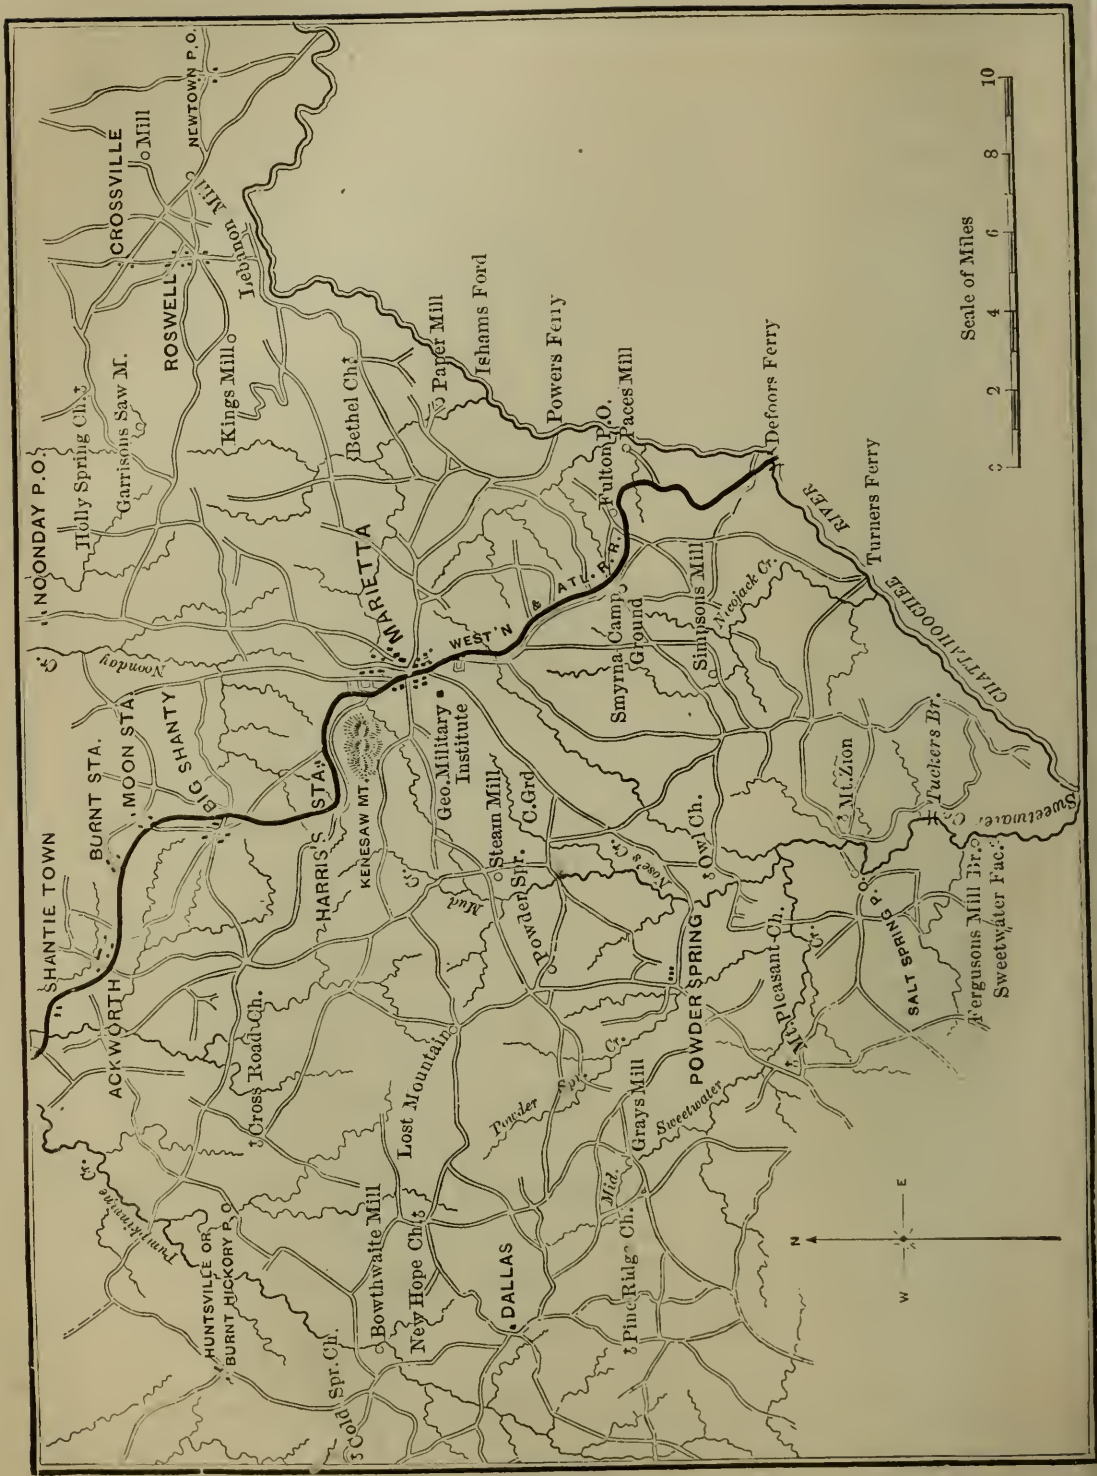 SHANTIE TOWN
NOONDAY P.O.
NEWTOWN P.O.
CROSSVILLE
Mill
Holly Spring Ch.
Garrisons Saw M.
ROSWELL
Lebanon Mill
Kings Mill
BURNT STA.
MOON STA.
BIG SHANTY
Noonday
Cr.
ACKWORTH
HARRIS'S STA.
KENESAW MT.
MARIETTA
Bethel Ch.
Paper Mill
Ishams Ford
Powers Ferry
Geo. Military
Institute
WEST'N & ATL. R.R.
Fulton P.O.
Paces Mill
Defoors Ferry
Cross Road Ch.
Pumpkinvine Cr.
HUNTSVILLE OR
BURNT HICKORY P.O.
Lost Mountain
Mud Cr.
Steam Mill
Powder Spr. C.Grd
Smyrna Camp
Ground
Simpsons Mill
Nicojack Cr.
Turners Ferry
CHATTAHOOCHEE RIVER
Bowthwaite Mill
New Hope Ch.
Cold Spr. Ch.
DALLAS
Powder Spr. Cr.
Nose's Cr.
Owl Ch.
POWDER SPRING
Mt. Zion
Tuckers Br.
Sweetwater Cr.
Grays Mill
Sweetwater
Cr.
Mid.
Pine Ridge Ch.
Mt. Pleasant Ch.
SALT SPRING P.O.
Fergusons Mill Br.
Sweetwater Fac.
N
W
E
Scale of Miles
0 2 4 6 8 10